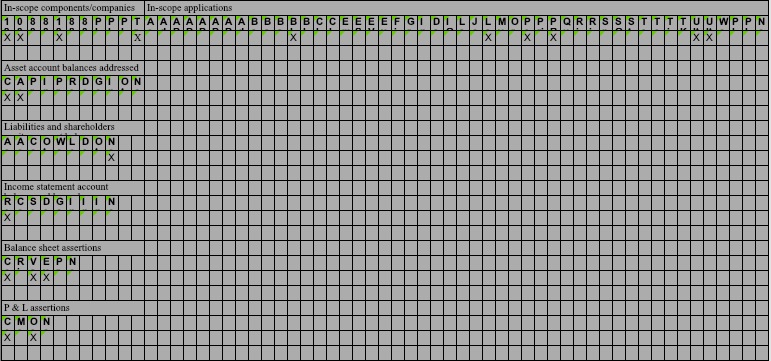 In-scope components/companies In-scope applications
1 0 8 8 1 8 8 P P P T A A A A A A A A B B B B B C C E E E E F G I D I L J L M O P P P Q R R S S S T T T T U U W P P N
X X X X X X X X X X
Asset account balances addressed
C A P I P R D G I O N
X X
Liabilities and shareholders
A A C O W L D O N
X
Income statement account
R C S D G I I I N
X
Balance sheet assertions
C R V E P N
X X X
P & L assertions
C M O N
X X